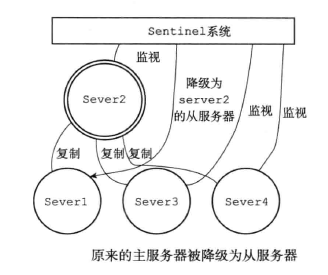 Sentinel系统
监视
Sever2
降级为
server2
的从服务器
监视
监视
复制
复制
复制
Sever1
Sever3
Sever4
原来的主服务器被降级为从服务器